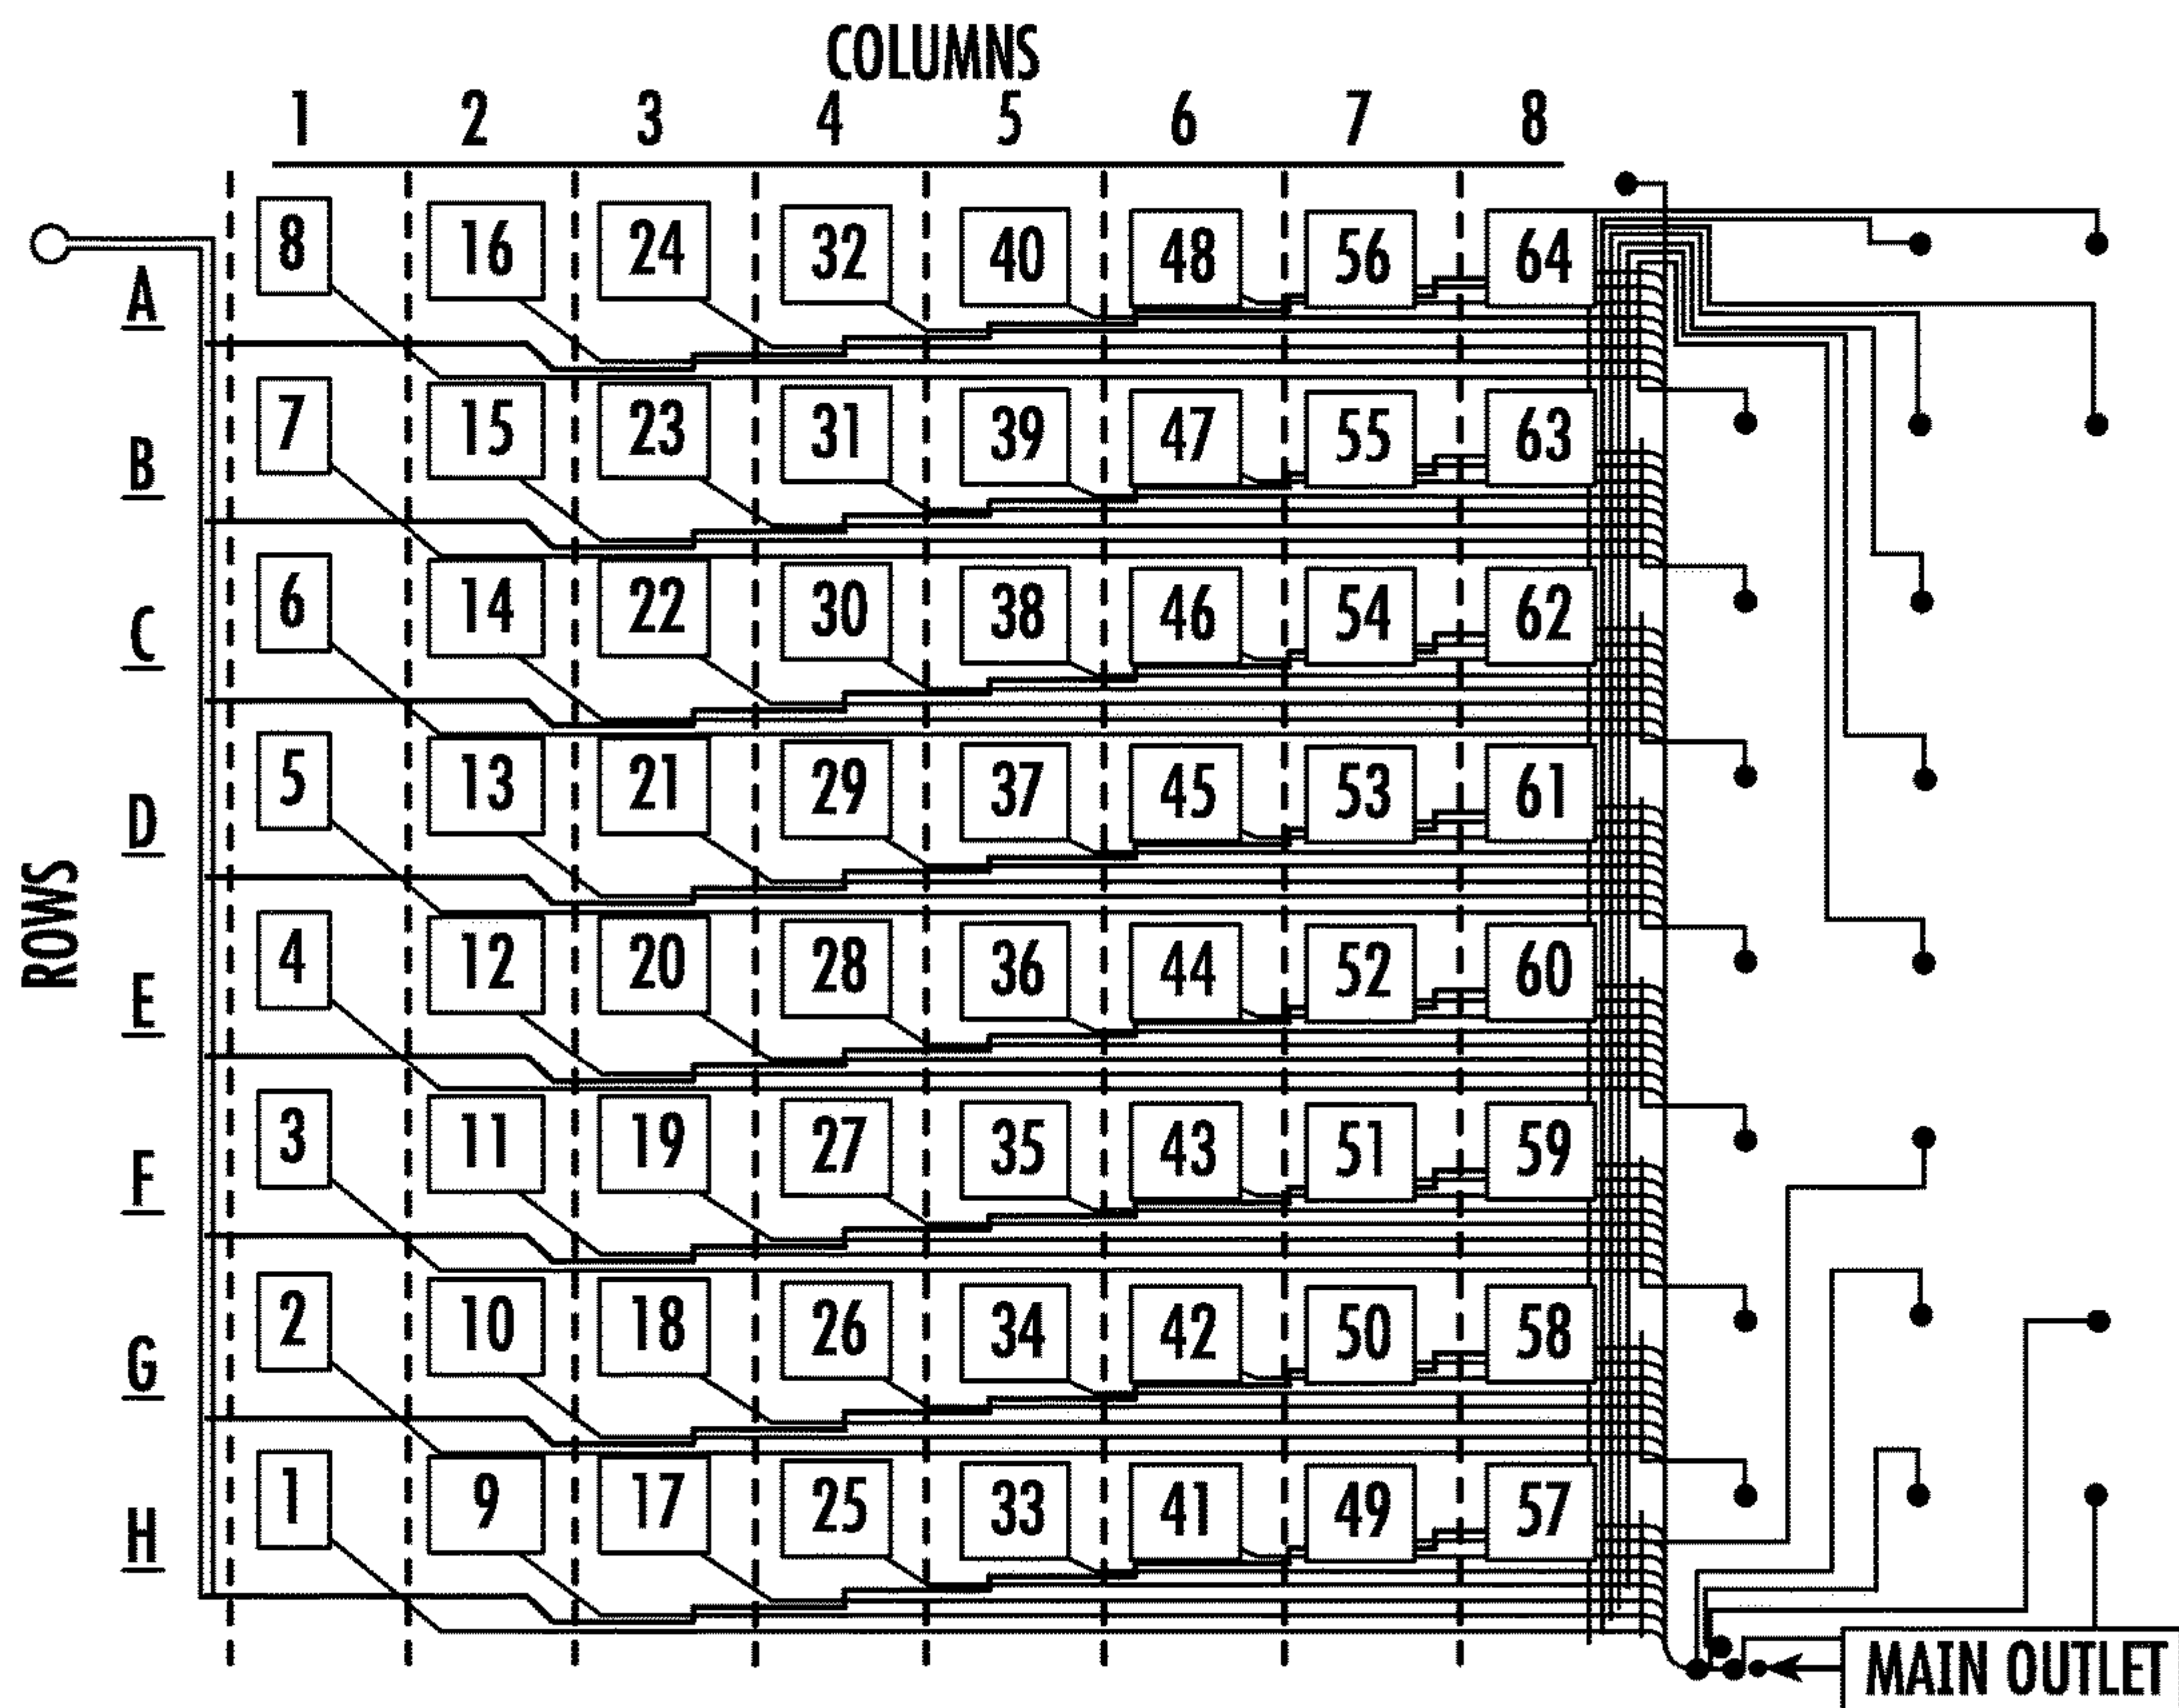 COLUMNS
1 2 3 4 5 6 7 8
A 8 16 24 32 40 48 56 64
B 7 15 23 31 39 47 55 63
C 6 14 22 30 38 46 54 62
D 5 13 21 29 37 45 53 61
ROWS
E 4 12 20 28 36 44 52 60
F 3 11 19 27 35 43 51 59
G 2 10 18 26 34 42 50 58
H 1 9 17 25 33 41 49 57
MAIN OUTLET